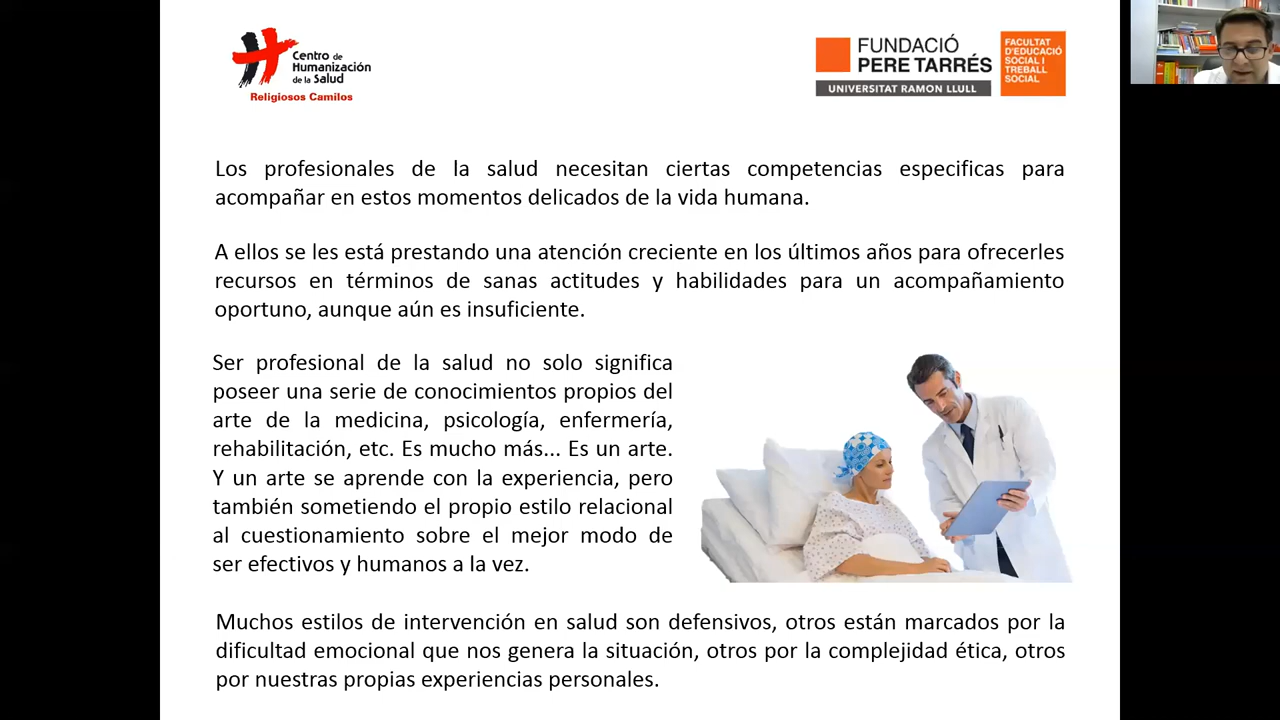 Centro de
Humanización
de la Salud
Religiosos Camilos
FUNDACIÓ
PERE TARRÉS
UNIVERSITAT RAMON LLULL
FACULTAT
D'EDUCACIÓ
SOCIAL I
TREBALL
SOCIAL
Los profesionales de la salud necesitan ciertas competencias especificas para
acompañar en estos momentos delicados de la vida humana.
A ellos se les está prestando una atención creciente en los últimos años para ofrecerles
recursos en términos de sanas actitudes y habilidades para un acompañamiento
oportuno, aunque aún es insuficiente.
Ser profesional de la salud no solo significa
poseer una serie de conocimientos propios del
arte de la medicina, psicología, enfermería,
rehabilitación, etc. Es mucho más... Es un arte.
Y un arte se aprende con la experiencia, pero
también sometiendo el propio estilo relacional
al cuestionamiento sobre el mejor modo de
ser efectivos y humanos a la vez.
Muchos estilos de intervención en salud son defensivos, otros están marcados por la
dificultad emocional que nos genera la situación, otros por la complejidad ética, otros
por nuestras propias experiencias personales.